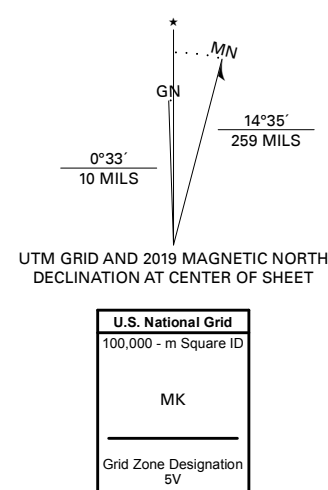 ★
MN
GN
14°35´
259 MILS
0°33´
10 MILS
UTM GRID AND 2019 MAGNETIC NORTH
DECLINATION AT CENTER OF SHEET
U.S. National Grid
100,000 - m Square ID
MK
Grid Zone Designation
5V